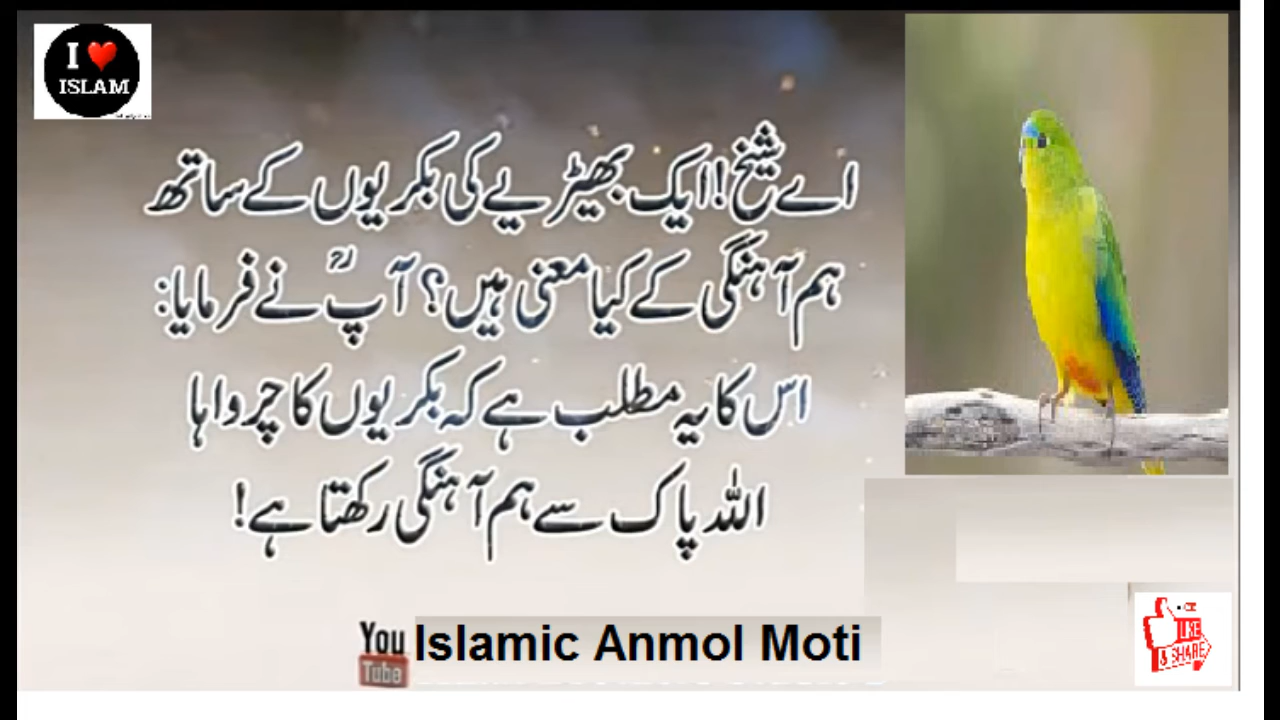 I ❤ ISLAM
اے شیخ! ایک بھیڑیے کی بکریوں کے ساتھ
ہم آہنگی کے کیا معنی ہیں؟ آپؒ نے فرمایا:
اس کا یہ مطلب ہے کہ بکریوں کا چرواہا
اللہ پاک سے ہم آہنگی رکھتا ہے!
You Tube Islamic Anmol Moti
LIKE
& SHARE